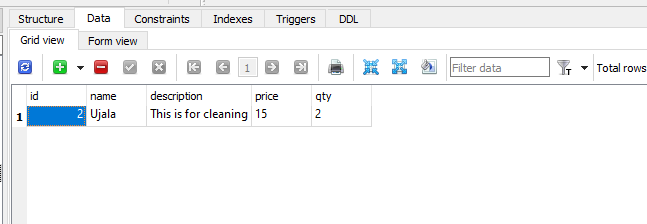 Structure Data Constraints Indexes Triggers DDL
Grid view Form view
1 Filter data Total rows
id name description price qty
1 2 Ujala This is for cleaning 15 2